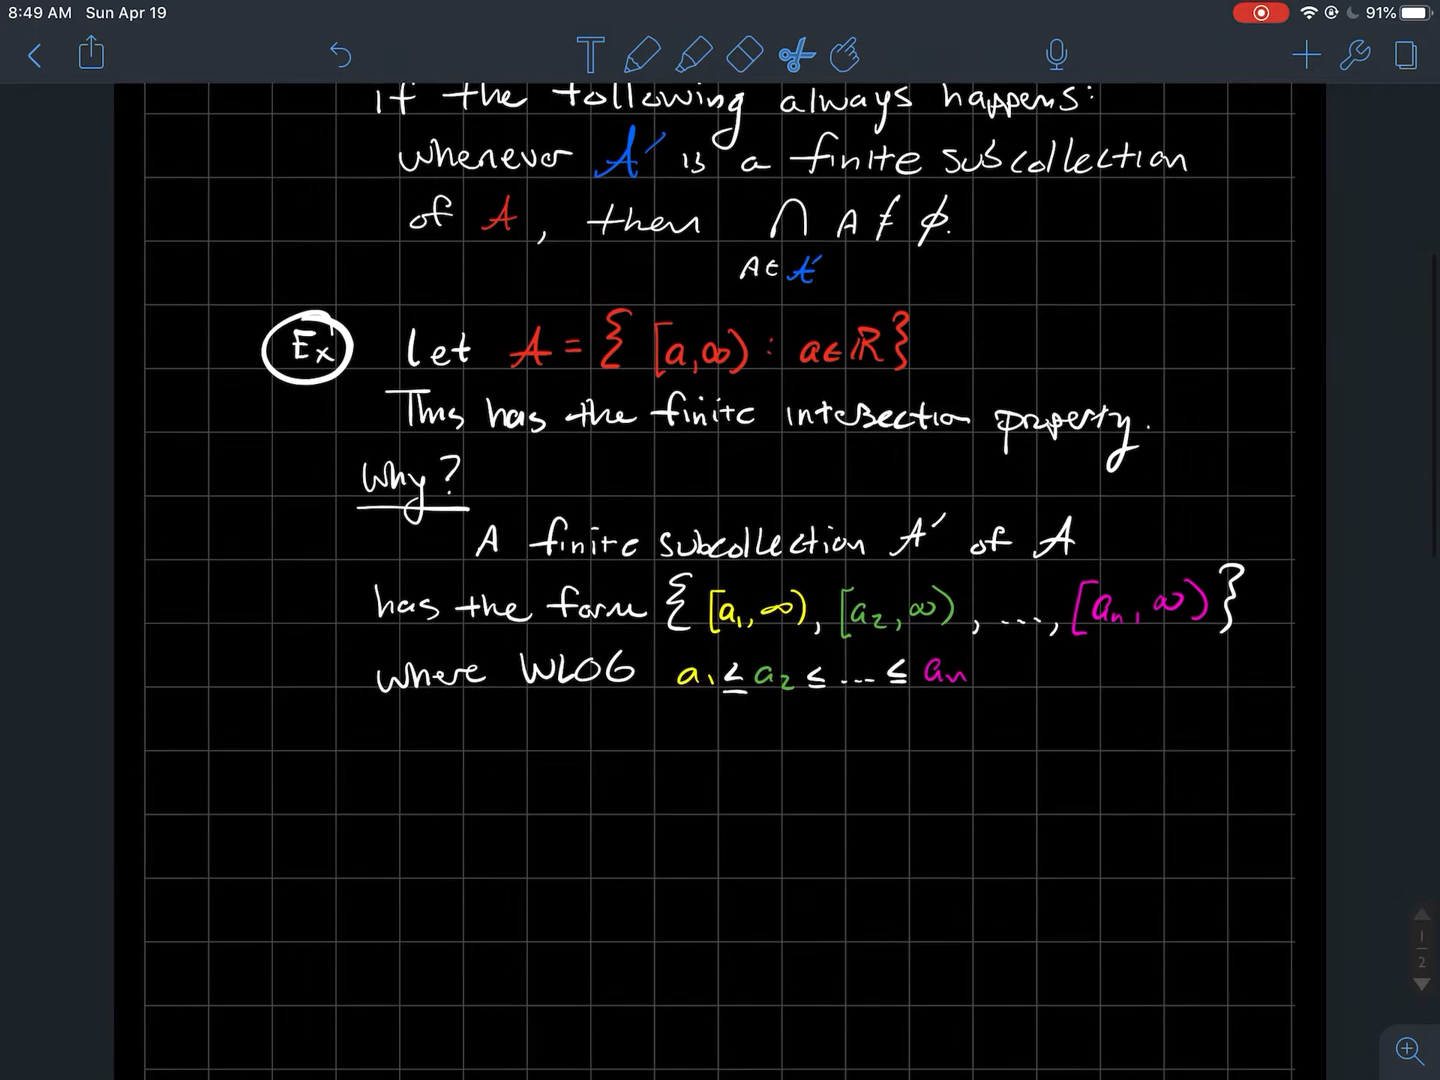 8:49 AM Sun Apr 19
91%
If the following always happens:
whenever A' is a finite subcollection
of A, then ⋂ A ≠ ∅.
A∈A'
Ex Let A = { [a,∞) : a∈ℝ}
This has the finite intersection property.
Why?
A finite subcollection A' of A
has the form { [a₁,∞), [a₂,∞), ..., [aₙ,∞) }
where WLOG a₁ ≤ a₂ ≤ ... ≤ aₙ
1
2